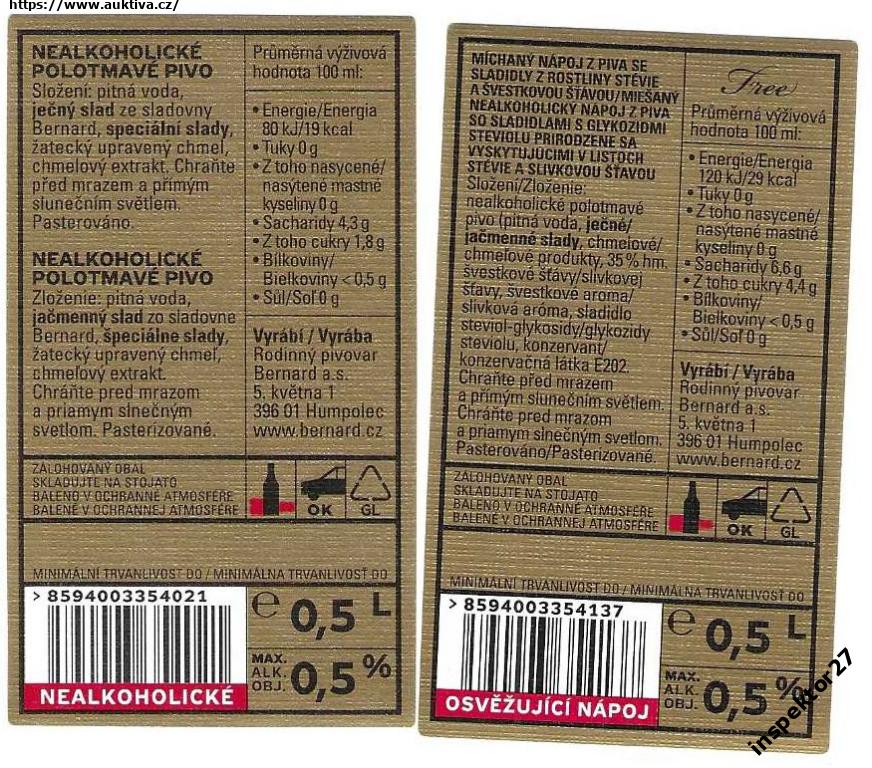 https://www.auktiva.cz/
NEALKOHOLICKÉ
POLOTMAVÉ PIVO
Složení: pitná voda,
ječný slad ze sladovny
Bernard, speciální slady,
žatecký upravený chmel,
chmelový extrakt. Chraňte
před mrazem a přímým
slunečním světlem.
Pasterováno.
NEALKOHOLICKÉ
POLOTMAVÉ PIVO
Zloženie: pitná voda,
jačmenný slad zo sladovne
Bernard, špeciálne slady,
žatecký upravený chmeľ,
chmeľový extrakt.
Chráňte pred mrazom
a priamym slnečným
svetlom. Pasterizované.
Průměrná výživová
hodnota 100 ml:
• Energie/Energia
80 kJ/19 kcal
• Tuky 0 g
• Z toho nasycené/
nasýtené mastné
kyseliny 0 g
• Sacharidy 4,3 g
• Z toho cukry 1,8 g
• Bílkoviny/
Bielkoviny < 0,5 g
• Sůl/Soľ 0 g
Vyrábí / Vyrába
Rodinný pivovar
Bernard a.s.
5. května 1
396 01 Humpolec
www.bernard.cz
ZÁLOHOVANÝ OBAL
SKLADUJTE NA STOJATO
BALENO V OCHRANNÉ ATMOSFÉŘE
BALENÉ V OCHRANNEJ ATMOSFÉRE
OK
GL
MINIMÁLNÍ TRVANLIVOST DO / MINIMÁLNA TRVANLIVOSŤ DO
> 8594003354021
NEALKOHOLICKÉ
e 0,5 L
MAX.
ALK.
OBJ.
0,5 %
MÍCHANÝ NÁPOJ Z PIVA SE
SLADIDLY Z ROSTLINY STÉVIE
A ŠVESTKOVOU ŠŤÁVOU/MIEŠANÝ
NEALKOHOLICKÝ NÁPOJ Z PIVA
SO SLADIDLAMI S GLYKOZIDMI
STEVIOLU PRIRODZENE SA
VYSKYTUJÚCIMI V LISTOCH
STÉVIE A SLIVKOVOU ŠŤAVOU
Složení/Zloženie:
nealkoholické polotmavé
pivo (pitná voda, ječné/
jačmenné slady, chmelové/
chmeľové produkty, 35 % hm.
švestkové šťávy/slivkovej
šťavy, švestkové aroma/
slivková aróma, sladidlo
steviol-glykosidy/glykozidy
steviolu, konzervant/
konzervačná látka E202.
Chraňte před mrazem
a přímým slunečním světlem.
Chráňte pred mrazom
a priamym slnečným svetlom.
Pasterováno/Pasterizované.
Free
Průměrná výživová
hodnota 100 ml:
• Energie/Energia
120 kJ/29 kcal
• Tuky 0 g
• Z toho nasycené/
nasýtené mastné
kyseliny 0 g
• Sacharidy 6,6 g
• Z toho cukry 4,4 g
• Bílkoviny/
Bielkoviny < 0,5 g
• Sůl/Soľ 0 g
Vyrábí / Vyrába
Rodinný pivovar
Bernard a.s.
5. května 1
396 01 Humpolec
www.bernard.cz
ZÁLOHOVANÝ OBAL
SKLADUJTE NA STOJATO
BALENO V OCHRANNÉ ATMOSFÉŘE
BALENÉ V OCHRANNEJ ATMOSFÉRE
OK
GL
MINIMÁLNÍ TRVANLIVOST DO / MINIMÁLNA TRVANLIVOSŤ DO
> 8594003354137
OSVĚŽUJÍCÍ NÁPOJ
e 0,5 L
MAX.
ALK.
OBJ.
0,5 %
inspektor27